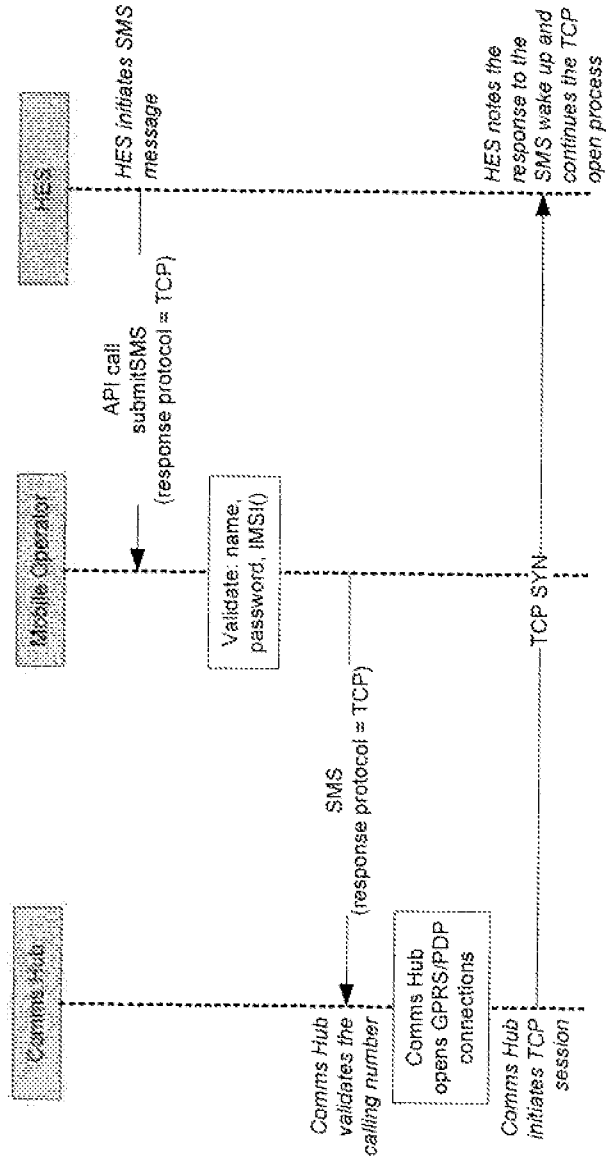 Comms Hub
Mobile Operator
HES
HES initiates SMS
message
API call
submitSMS
(response protocol = TCP)
Validate: name,
password, IMSI()
SMS
(response protocol = TCP)
Comms Hub
validates the
calling number
Comms Hub
opens GPRS/PDP
connections
Comms Hub
initiates TCP
session
TCP SYN
HES notes the
response to the
SMS wake up and
continues the TCP
open process